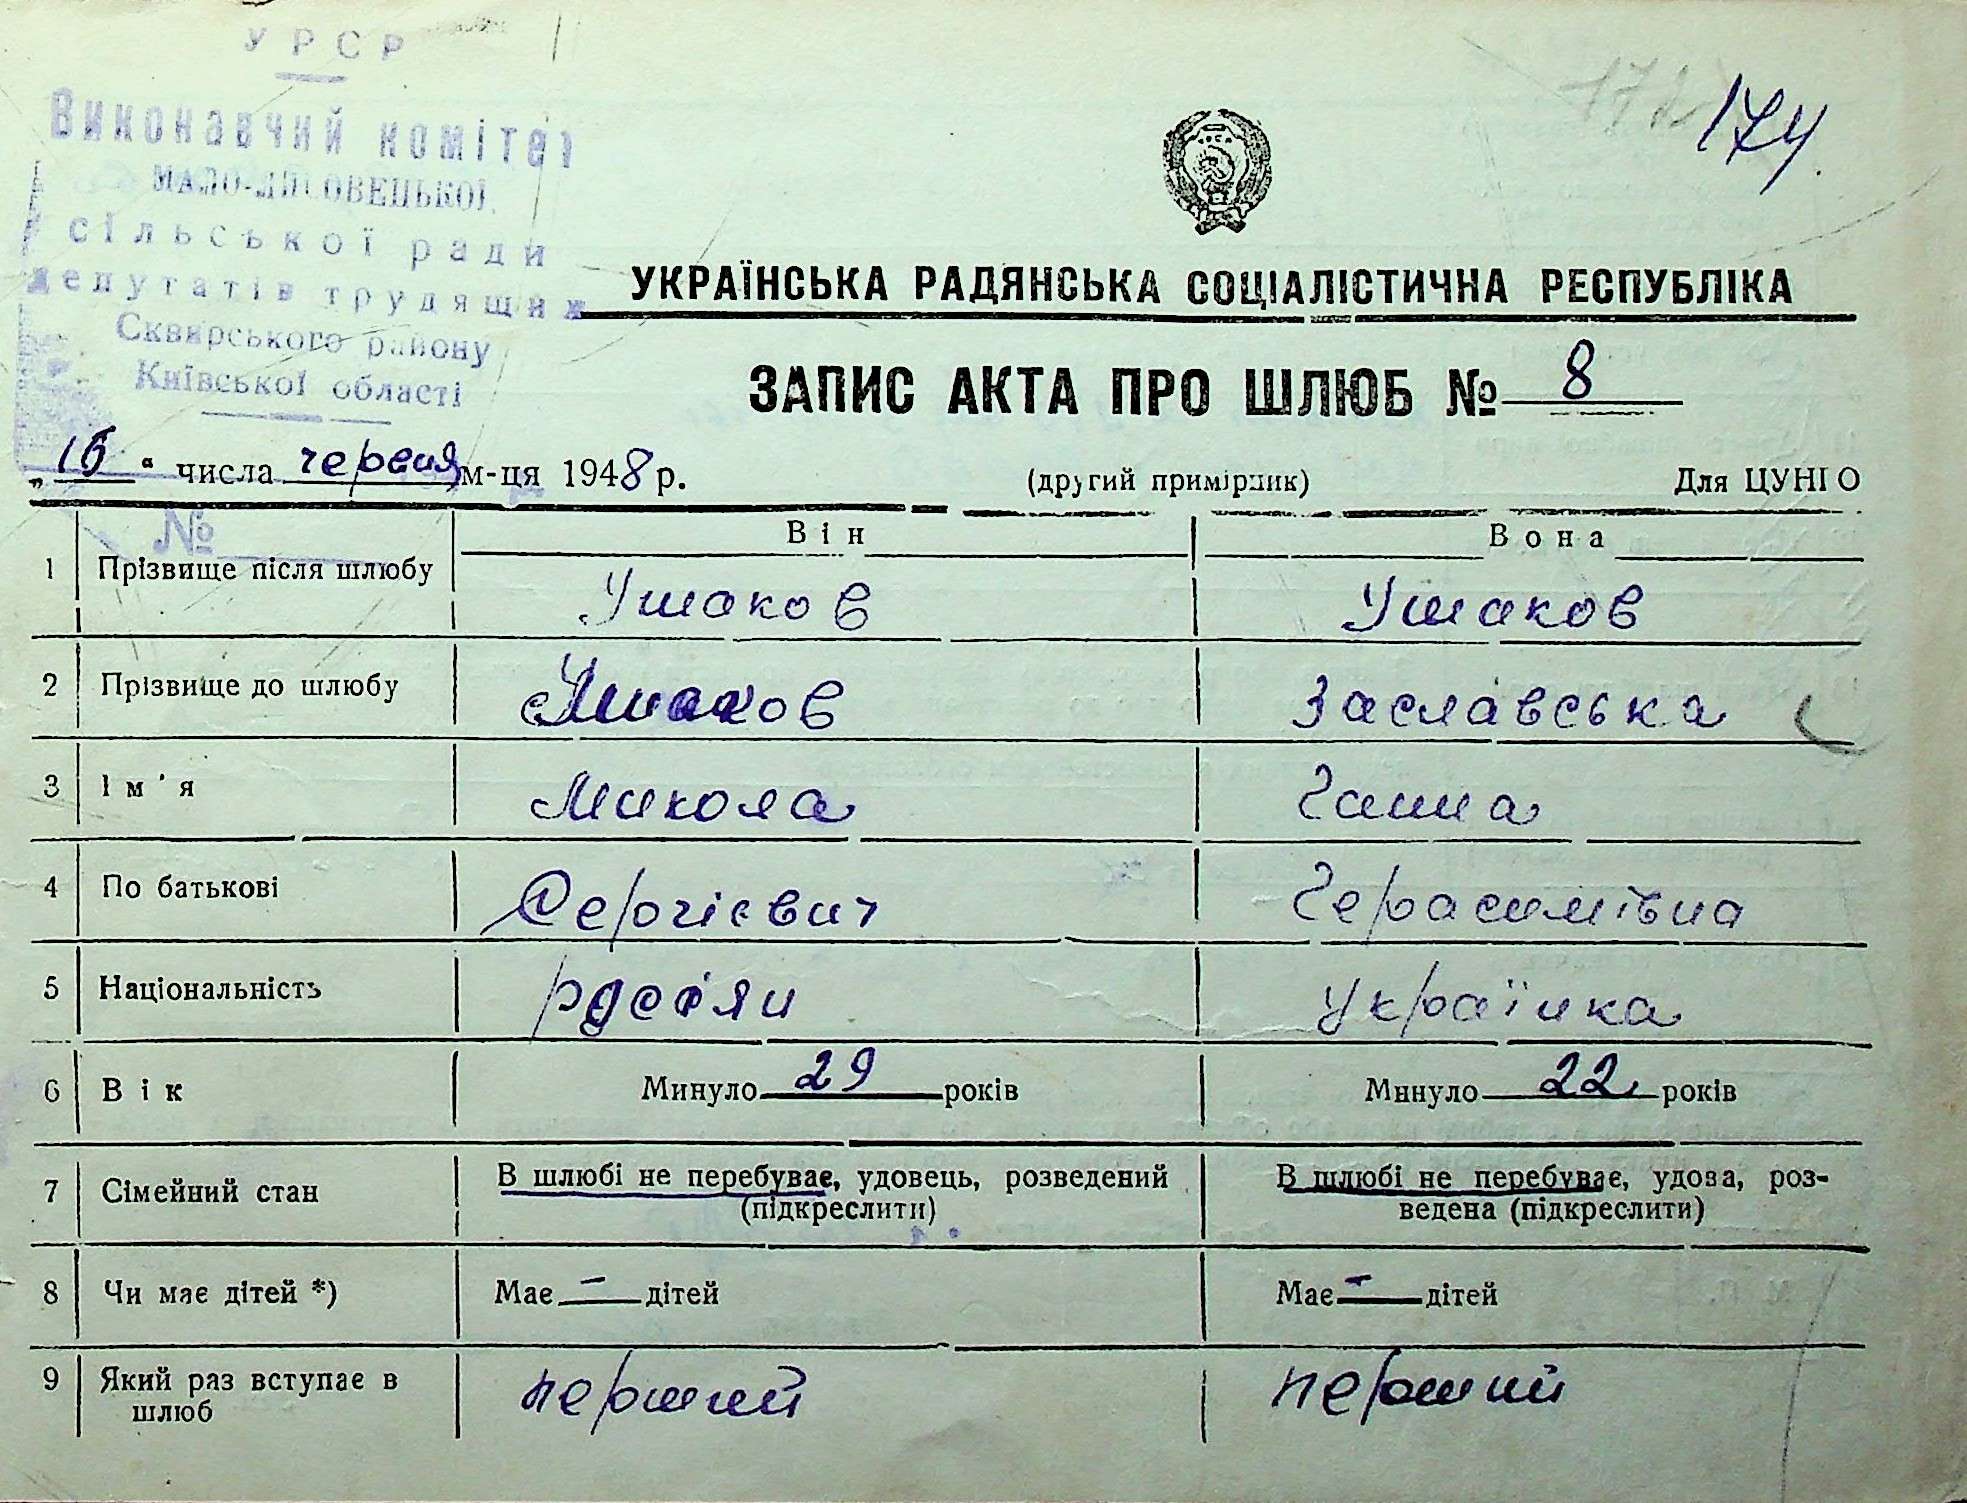 УРСР
Виконавчий комітет
МАЛО-ЛИСОВЕЦЬКОЇ
сільської ради
депутатів трудящих
Сквирського району
Київської області
№
174
УКРАЇНСЬКА РАДЯНСЬКА СОЦІАЛІСТИЧНА РЕСПУБЛІКА
ЗАПИС АКТА ПРО ШЛЮБ № 8
„15" числа червня м-ця 1948 р. (другий примірник) Для ЦУНГО
Він Вона
1 Прізвище після шлюбу Ушаков Ушаков
2 Прізвище до шлюбу Ушаков Заславська
3 Ім'я Микола Ганна
4 По батькові Сергієвич Герасимівна
5 Національність росіян Українка
6 Вік Минуло 29 років Минуло 22 років
7 Сімейний стан В шлюбі не перебуває, удовець, розведений В шлюбі не перебуває, удова, роз-
(підкреслити) ведена (підкреслити)
8 Чи має дітей *) Має – дітей Має – дітей
9 Який раз вступає в перший перший
шлюб